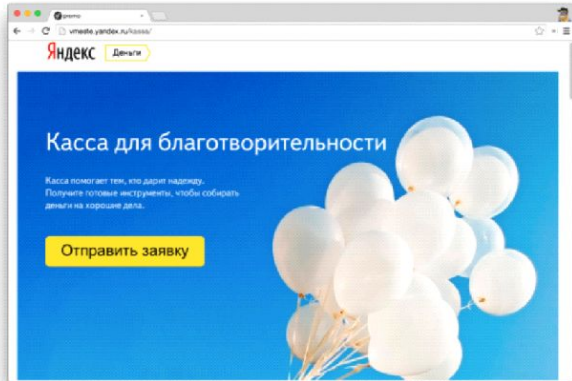 promo
vmeste.yandex.ru/kassa/
Яндекс Деньги
Касса для благотворительности
Касса помогает тем, кто дарит надежду.
Получите готовые инструменты, чтобы собирать
деньги на хорошие дела.
Отправить заявку